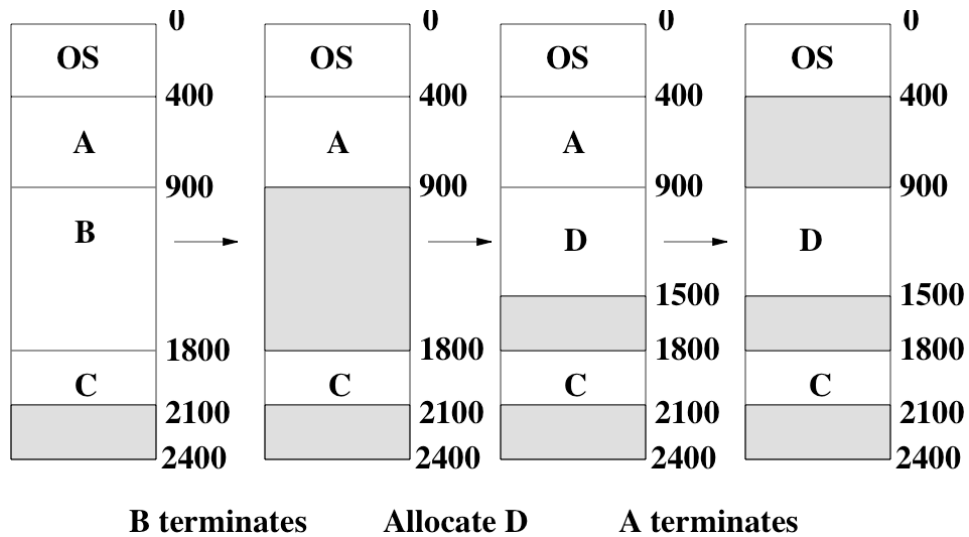 0 0 0 0
OS OS OS OS
400 400 400 400
A A A
900 900 900 900
B D D
1500 1500
1800 1800 1800 1800
C C C C
2100 2100 2100 2100
2400 2400 2400 2400
B terminates Allocate D A terminates